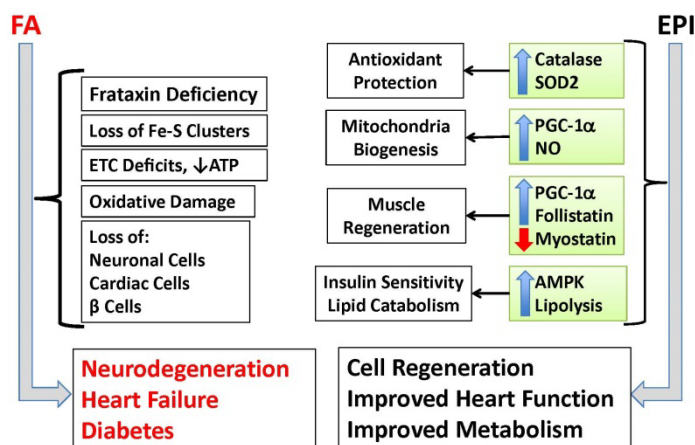 FA
Frataxin Deficiency
Loss of Fe-S Clusters
ETC Deficits, ↓ATP
Oxidative Damage
Loss of:
Neuronal Cells
Cardiac Cells
β Cells
Neurodegeneration
Heart Failure
Diabetes
EPI
Antioxidant
Protection
Catalase
SOD2
Mitochondria
Biogenesis
PGC-1α
NO
Muscle
Regeneration
PGC-1α
Follistatin
Myostatin
Insulin Sensitivity
Lipid Catabolism
AMPK
Lipolysis
Cell Regeneration
Improved Heart Function
Improved Metabolism